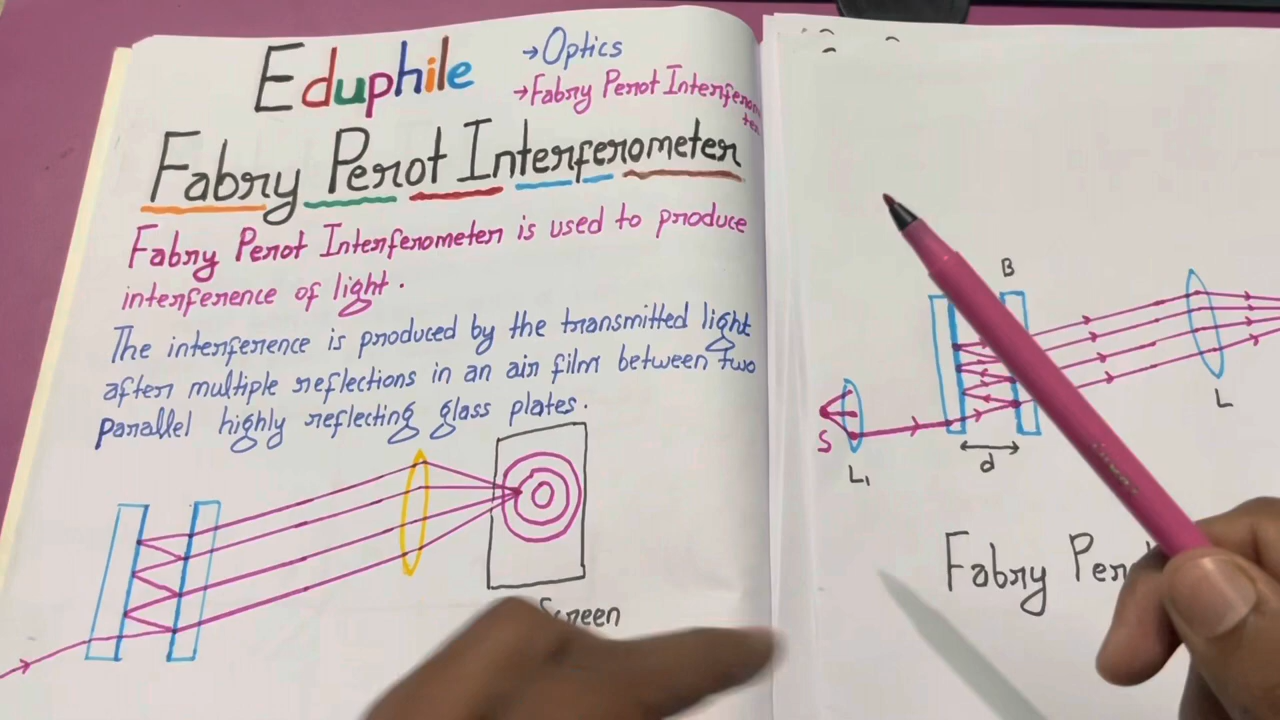 Eduphile
→Optics
→Fabry Perot Interferometer
Fabry Perot Interferometer
Fabry Perot Interferometer is used to produce
interference of light.
The interference is produced by the transmitted light
after multiple reflections in an air film between two
parallel highly reflecting glass plates.
Screen
B
S
L₁
d
L
Fabry Per